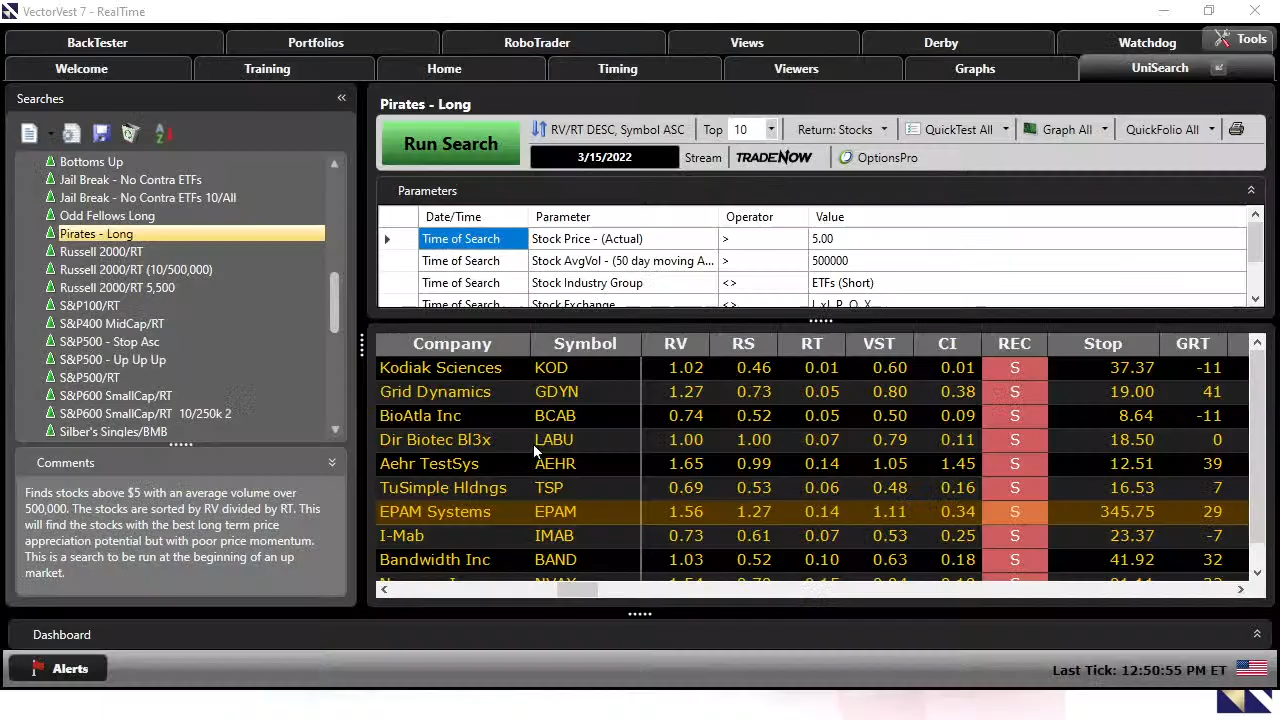 VectorVest 7 - RealTime
BackTester Portfolios RoboTrader Views Derby Watchdog Tools
Welcome Training Home Timing Viewers Graphs UniSearch
Searches
Bottoms Up
Jail Break - No Contra ETFs
Jail Break - No Contra ETFs 10/All
Odd Fellows Long
Pirates - Long
Russell 2000/RT
Russell 2000/RT (10/500,000)
Russell 2000/RT 5,500
S&P100/RT
S&P400 MidCap/RT
S&P500 - Stop Asc
S&P500 - Up Up Up
S&P500/RT
S&P600 SmallCap/RT
S&P600 SmallCap/RT 10/250k 2
Silber's Singles/BMB
Comments
Finds stocks above $5 with an average volume over
500,000. The stocks are sorted by RV divided by RT. This
will find the stocks with the best long term price
appreciation potential but with poor price momentum.
This is a search to be run at the beginning of an up
market.
Pirates - Long
Run Search RV/RT DESC, Symbol ASC Top 10 Return: Stocks QuickTest All Graph All QuickFolio All
3/15/2022 Stream TRADENOW OptionsPro
Parameters
Date/Time Parameter Operator Value
Time of Search Stock Price - (Actual) > 5.00
Time of Search Stock AvgVol - (50 day moving A... > 500000
Time of Search Stock Industry Group <> ETFs (Short)
Time of Search Stock Exchange <>
Company Symbol RV RS RT VST CI REC Stop GRT
Kodiak Sciences KOD 1.02 0.46 0.01 0.60 0.01 S 37.37 -11
Grid Dynamics GDYN 1.27 0.73 0.05 0.80 0.38 S 19.00 41
BioAtla Inc BCAB 0.74 0.52 0.05 0.50 0.09 S 8.64 -11
Dir Biotec Bl3x LABU 1.00 1.00 0.07 0.79 0.11 S 18.50 0
Aehr TestSys AEHR 1.65 0.99 0.14 1.05 1.45 S 12.51 39
TuSimple Hldngs TSP 0.69 0.53 0.06 0.48 0.16 S 16.53 7
EPAM Systems EPAM 1.56 1.27 0.14 1.11 0.34 S 345.75 29
I-Mab IMAB 0.73 0.61 0.07 0.53 0.25 S 23.37 -7
Bandwidth Inc BAND 1.03 0.52 0.10 0.63 0.18 S 41.92 32
Dashboard
Alerts
Last Tick: 12:50:55 PM ET